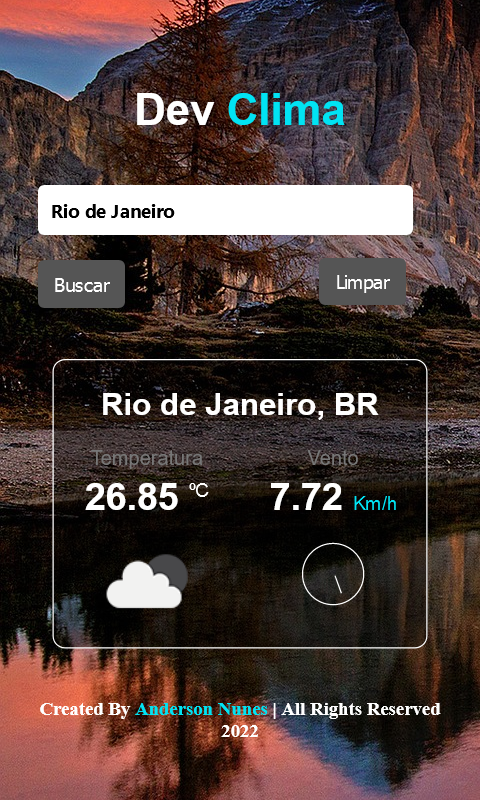 Dev Clima
Rio de Janeiro
Buscar
Limpar
Rio de Janeiro, BR
Temperatura
Vento
26.85 ºC
7.72 Km/h
Created By Anderson Nunes | All Rights Reserved
2022